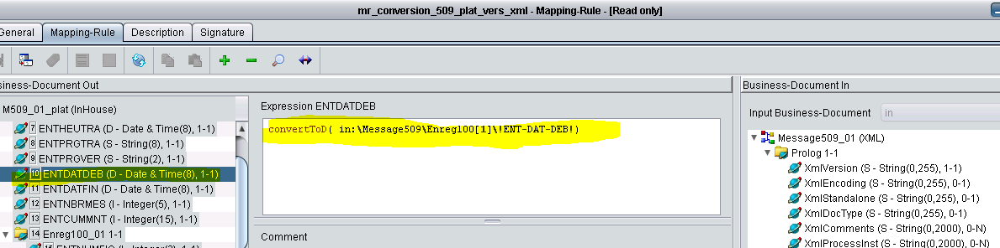 mr_conversion_509_plat_vers_xml - Mapping-Rule - [Read only]
General Mapping-Rule Description Signature
siness-Document Out
Business-Document In
M509_01_plat (InHouse)
7 ENTHEUTRA (D - Date & Time(8), 1-1)
8 ENTPRGTRA (S - String(8), 1-1)
9 ENTPRGVER (S - String(2), 1-1)
10 ENTDATDEB (D - Date & Time(8), 1-1)
11 ENTDATFIN (D - Date & Time(8), 1-1)
12 ENTNBRMES (I - Integer(5), 1-1)
13 ENTCUMMNT (I - Integer(15), 1-1)
14 Enreg100_01 1-1
Expression ENTDATDEB
convertToD( in:\Message509\Enreg100[1]\!ENT-DAT-DEB!)
Comment
Input Business-Document in
Message509_01 (XML)
Prolog 1-1
XmlVersion (S - String(0,255), 1-1)
XmlEncoding (S - String(0,255), 0-1)
XmlStandalone (S - String(0,255), 0-1)
XmlDocType (S - String(0,255), 0-1)
XmlComments (S - String(0,2000), 0-N)
XmlProcessInst (S - String(0,2000), 0-N)